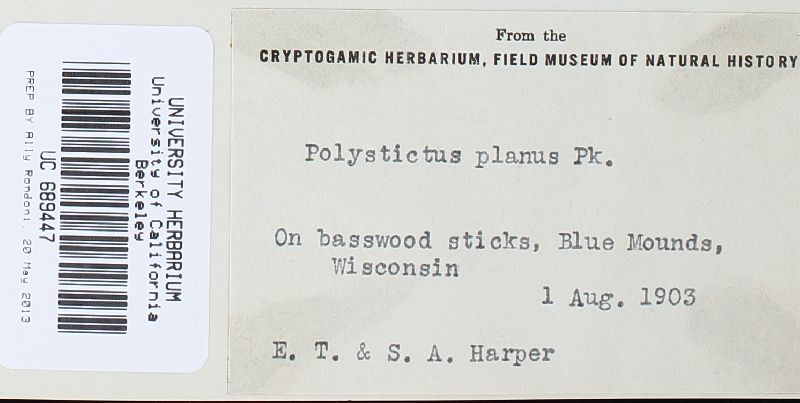 UNIVERSITY HERBARIUM
University of California
Berkeley
UC 689447
PREP BY Ally Rondoni, 20 May 2013
From the
CRYPTOGAMIC HERBARIUM, FIELD MUSEUM OF NATURAL HISTORY
Polystictus planus Pk.
On basswood sticks, Blue Mounds,
Wisconsin
1 Aug. 1903
E. T. & S. A. Harper